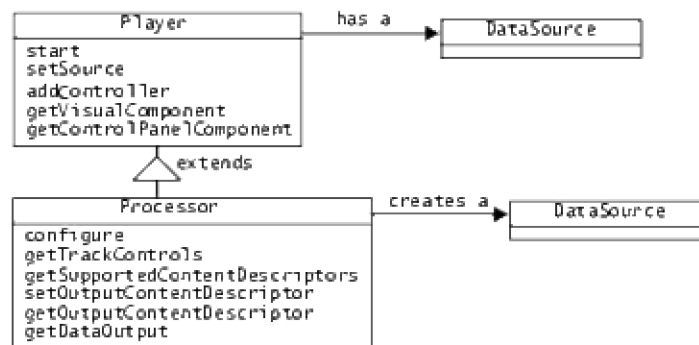 Player
has a
DataSource
start
setSource
addController
getVisualComponent
getControlPanelComponent
extends
Processor
creates a
DataSource
configure
getTrackControls
getSupportedContentDescriptors
setOutputContentDescriptor
getOutputContentDescriptor
getDataOutput